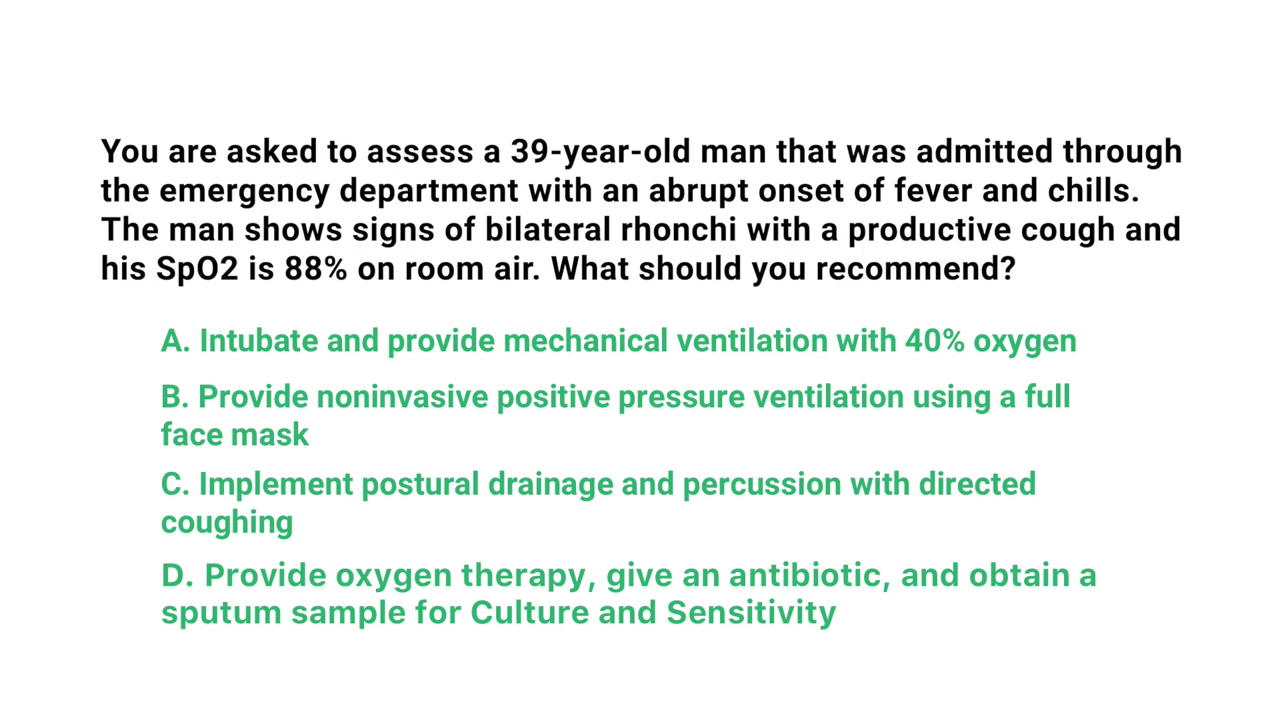 You are asked to assess a 39-year-old man that was admitted through
the emergency department with an abrupt onset of fever and chills.
The man shows signs of bilateral rhonchi with a productive cough and
his SpO2 is 88% on room air. What should you recommend?
A. Intubate and provide mechanical ventilation with 40% oxygen
B. Provide noninvasive positive pressure ventilation using a full
face mask
C. Implement postural drainage and percussion with directed
coughing
D. Provide oxygen therapy, give an antibiotic, and obtain a
sputum sample for Culture and Sensitivity